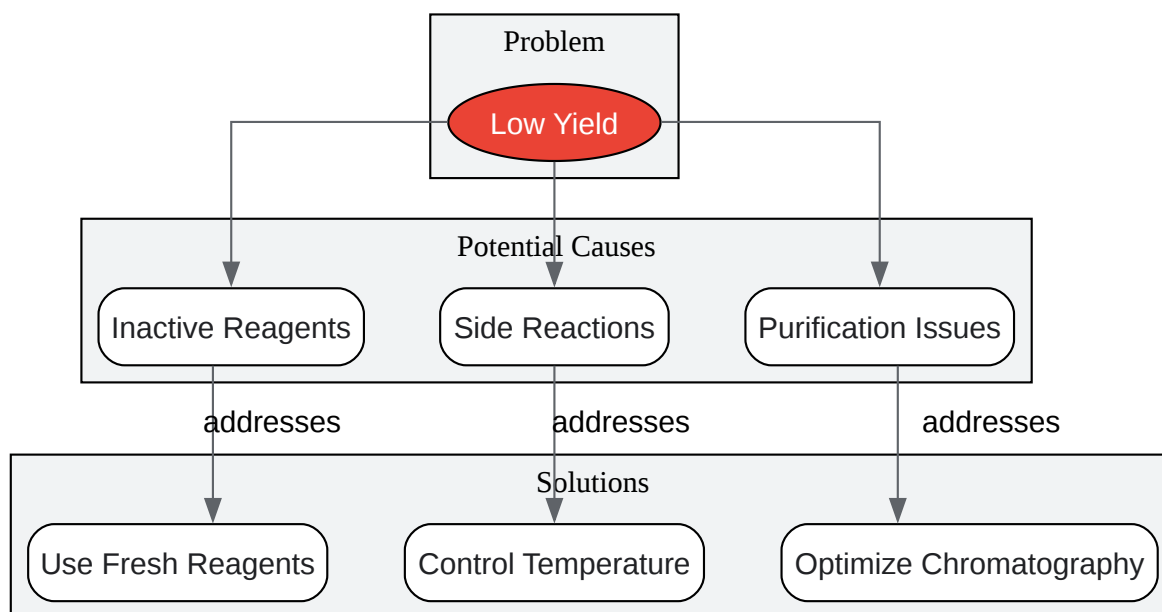 Problem
Low Yield
Potential Causes
Inactive Reagents
Side Reactions
Purification Issues
addresses
addresses
addresses
Solutions
Use Fresh Reagents
Control Temperature
Optimize Chromatography